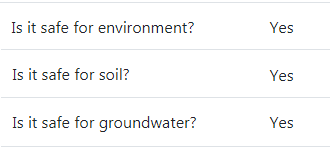 Is it safe for environment? Yes
Is it safe for soil? Yes
Is it safe for groundwater? Yes